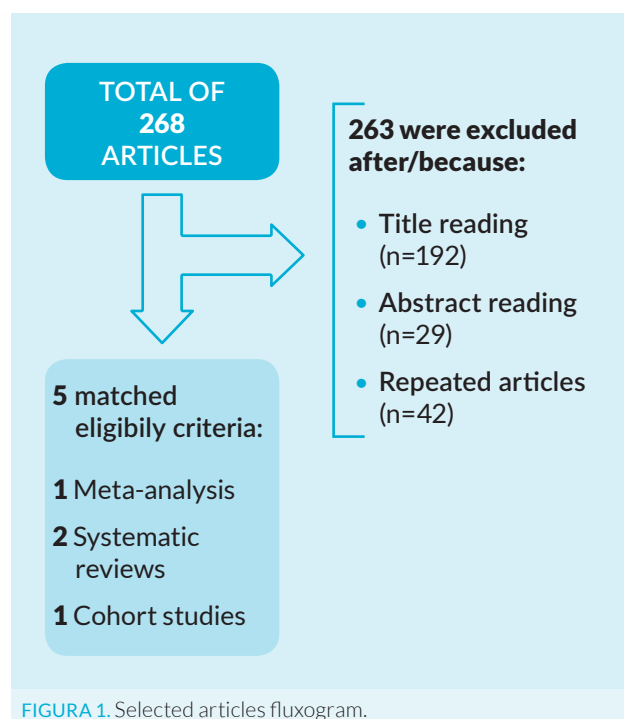 TOTAL OF
268
ARTICLES
263 were excluded
after/because:
• Title reading
(n=192)
• Abstract reading
(n=29)
• Repeated articles
(n=42)
5 matched
eligibily criteria:
1 Meta-analysis
2 Systematic
reviews
1 Cohort studies
FIGURA 1. Selected articles fluxogram.